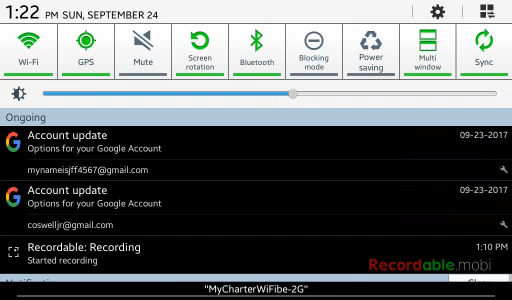 1:22 PM SUN, SEPTEMBER 24
Wi-Fi
GPS
Mute
Screen
rotation
Bluetooth
Blocking
mode
Power
saving
Multi
window
Sync
Ongoing
Account update 09-23-2017
Options for your Google Account
mynameisjff4567@gmail.com
Account update 09-23-2017
Options for your Google Account
coswelljr@gmail.com
Recordable: Recording 1:10 PM
Started recording
Recordable.mobi
"MyCharterWiFibe-2G"